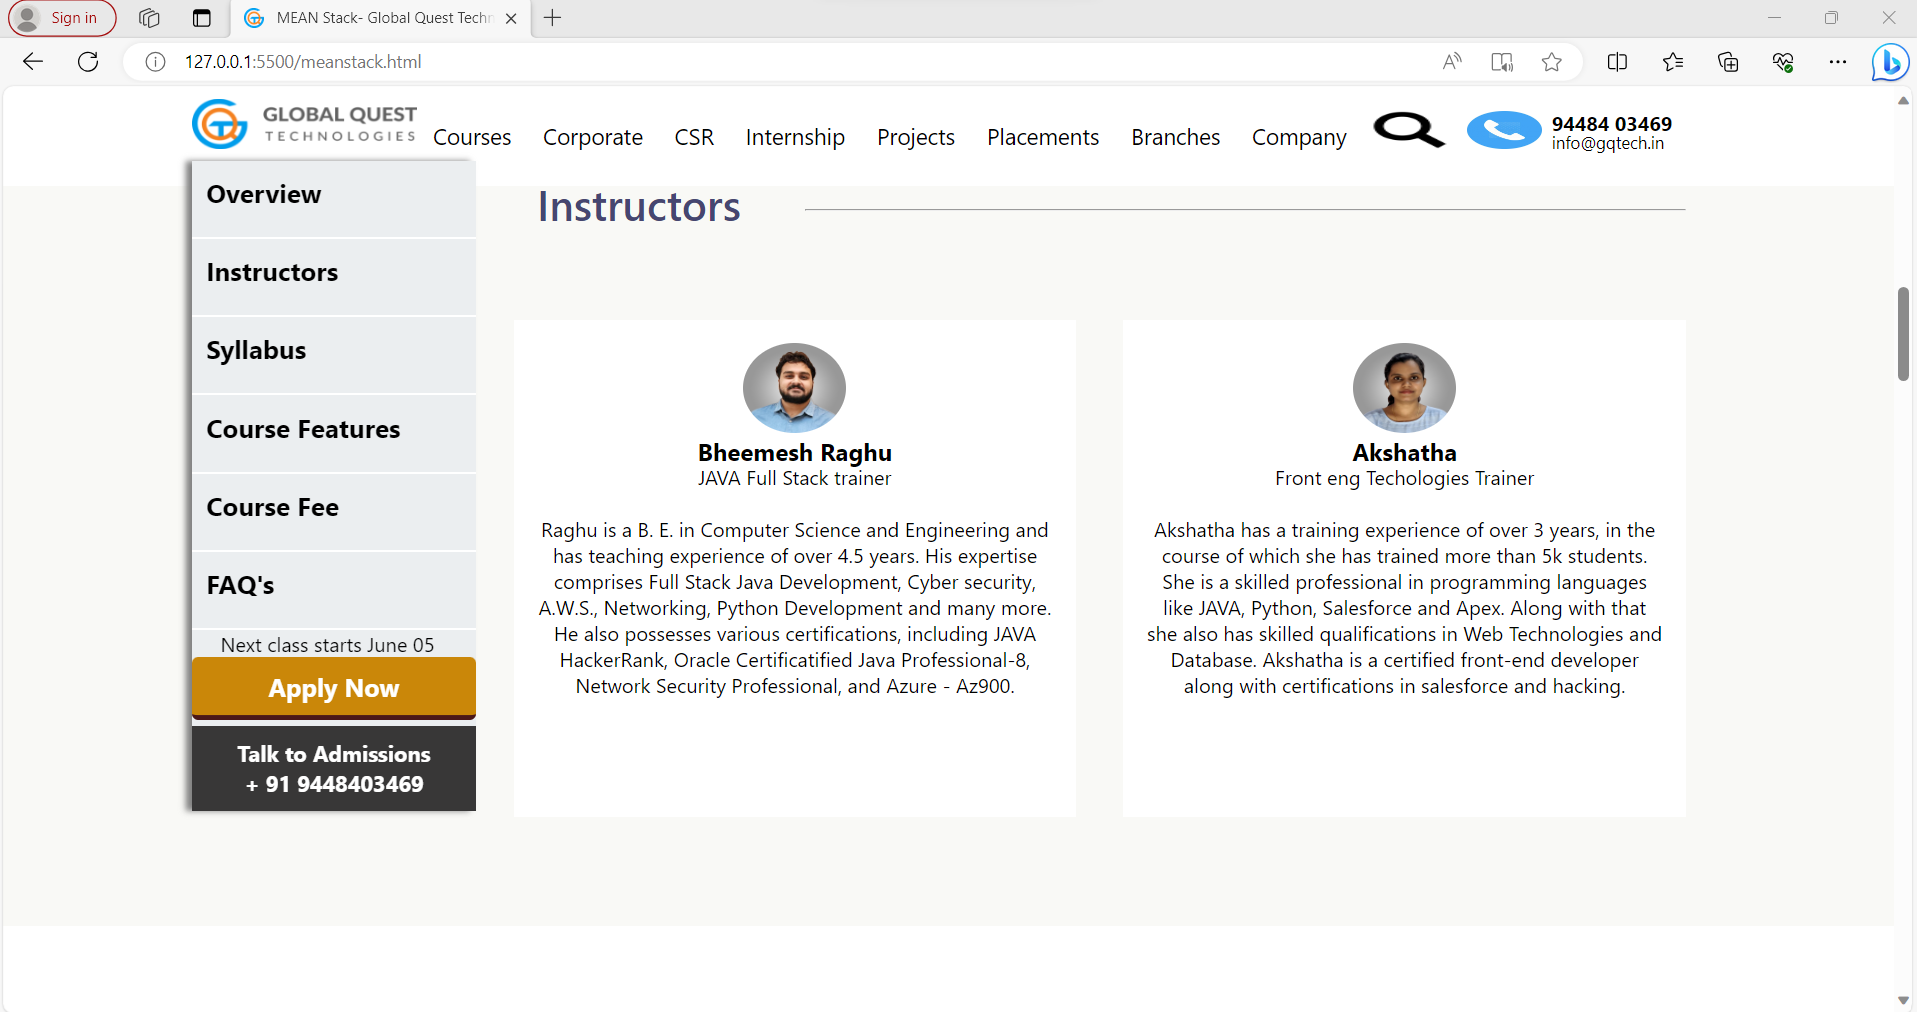 Sign in
MEAN Stack- Global Quest Techn
127.0.0.1:5500/meanstack.html
GLOBAL QUEST
TECHNOLOGIES
Courses Corporate CSR Internship Projects Placements Branches Company
94484 03469
info@gqtech.in
Overview
Instructors
Syllabus
Course Features
Course Fee
FAQ's
Next class starts June 05
Apply Now
Talk to Admissions
+ 91 9448403469
Instructors
Bheemesh Raghu
JAVA Full Stack trainer
Raghu is a B. E. in Computer Science and Engineering and
has teaching experience of over 4.5 years. His expertise
comprises Full Stack Java Development, Cyber security,
A.W.S., Networking, Python Development and many more.
He also possesses various certifications, including JAVA
HackerRank, Oracle Certificatified Java Professional-8,
Network Security Professional, and Azure - Az900.
Akshatha
Front eng Techologies Trainer
Akshatha has a training experience of over 3 years, in the
course of which she has trained more than 5k students.
She is a skilled professional in programming languages
like JAVA, Python, Salesforce and Apex. Along with that
she also has skilled qualifications in Web Technologies and
Database. Akshatha is a certified front-end developer
along with certifications in salesforce and hacking.